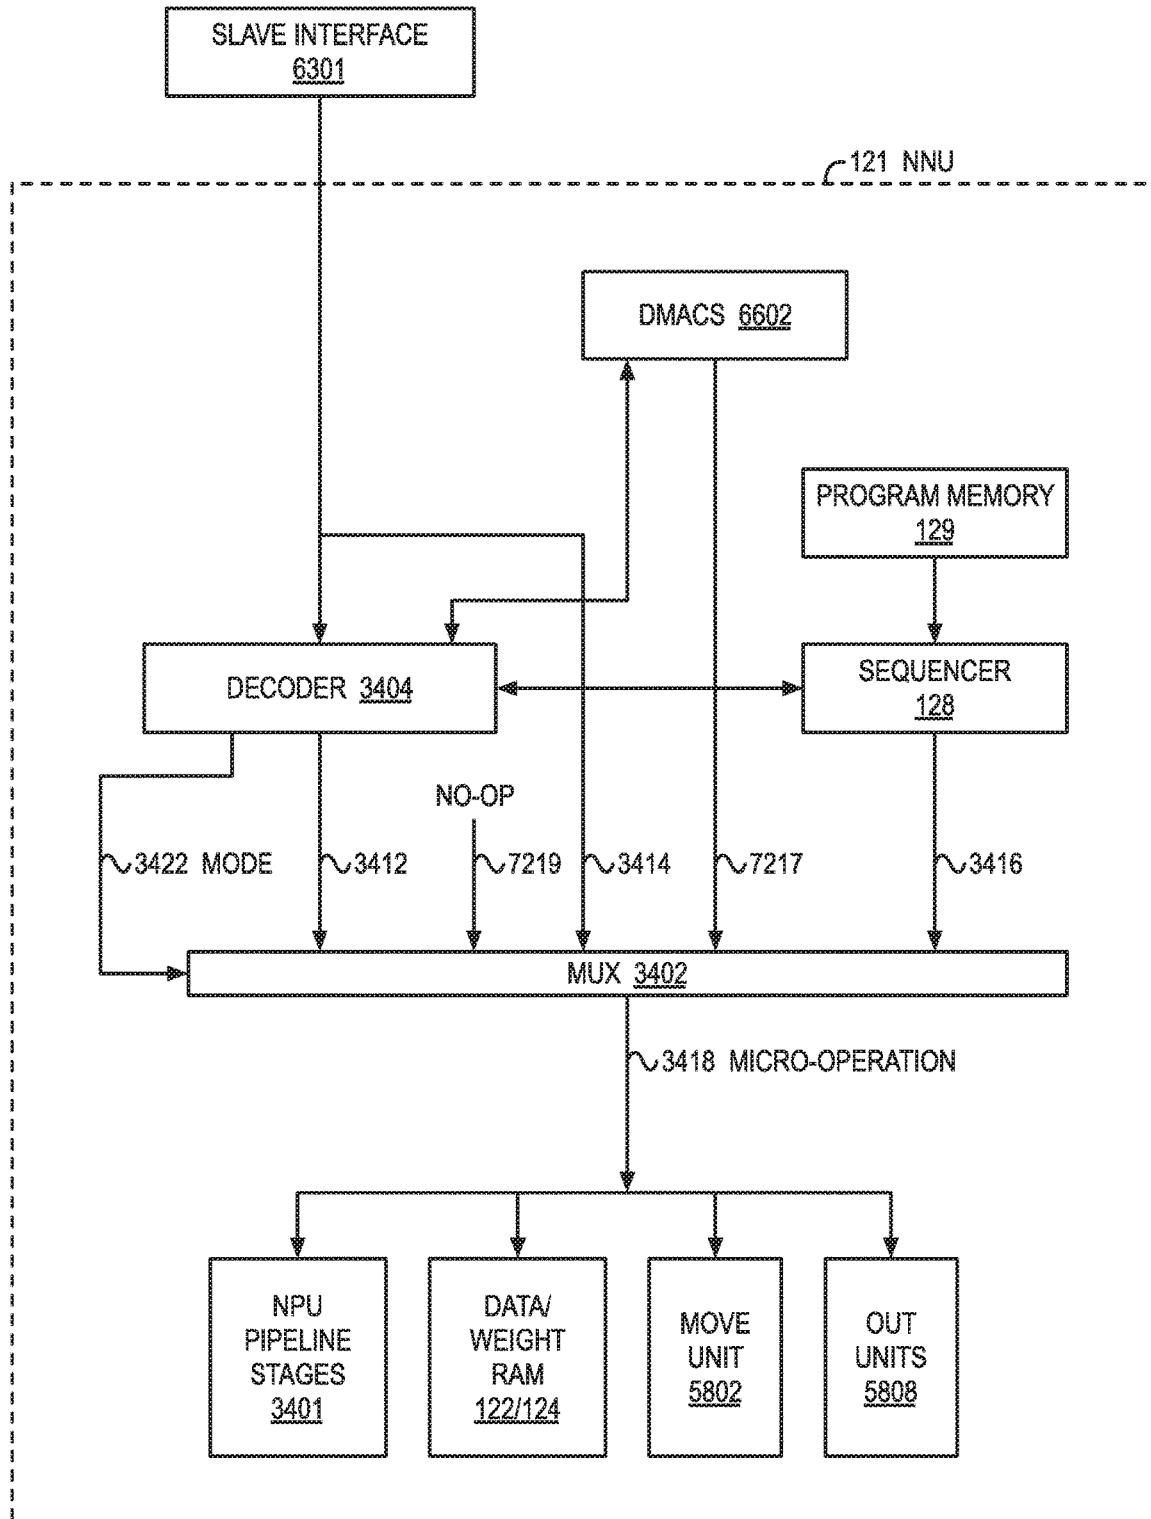 SLAVE INTERFACE
6301
121 NNU
DMACS 6602
PROGRAM MEMORY
129
DECODER 3404
SEQUENCER
128
NO-OP
3422 MODE
3412
7219
3414
7217
3416
MUX 3402
3418 MICRO-OPERATION
NPU
PIPELINE
STAGES
3401
DATA/
WEIGHT
RAM
122/124
MOVE
UNIT
5802
OUT
UNITS
5808